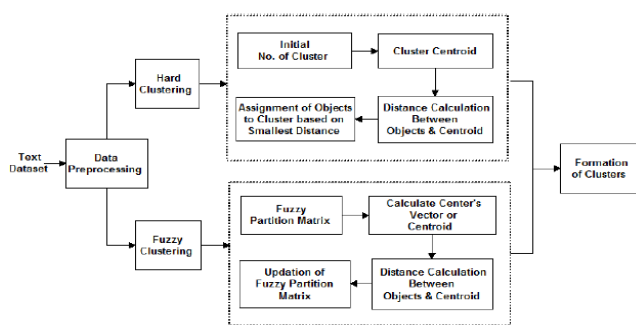 Text
Dataset
Data
Preprocessing
Hard
Clustering
Initial
No. of Cluster
Cluster Centroid
Assignment of Objects
to Cluster based on
Smallest Distance
Distance Calculation
Between
Objects & Centroid
Fuzzy
Clustering
Fuzzy
Partition Matrix
Calculate Center's
Vector or
Centroid
Updation of
Fuzzy Partition
Matrix
Distance Calculation
Between
Objects & Centroid
Formation
of Clusters